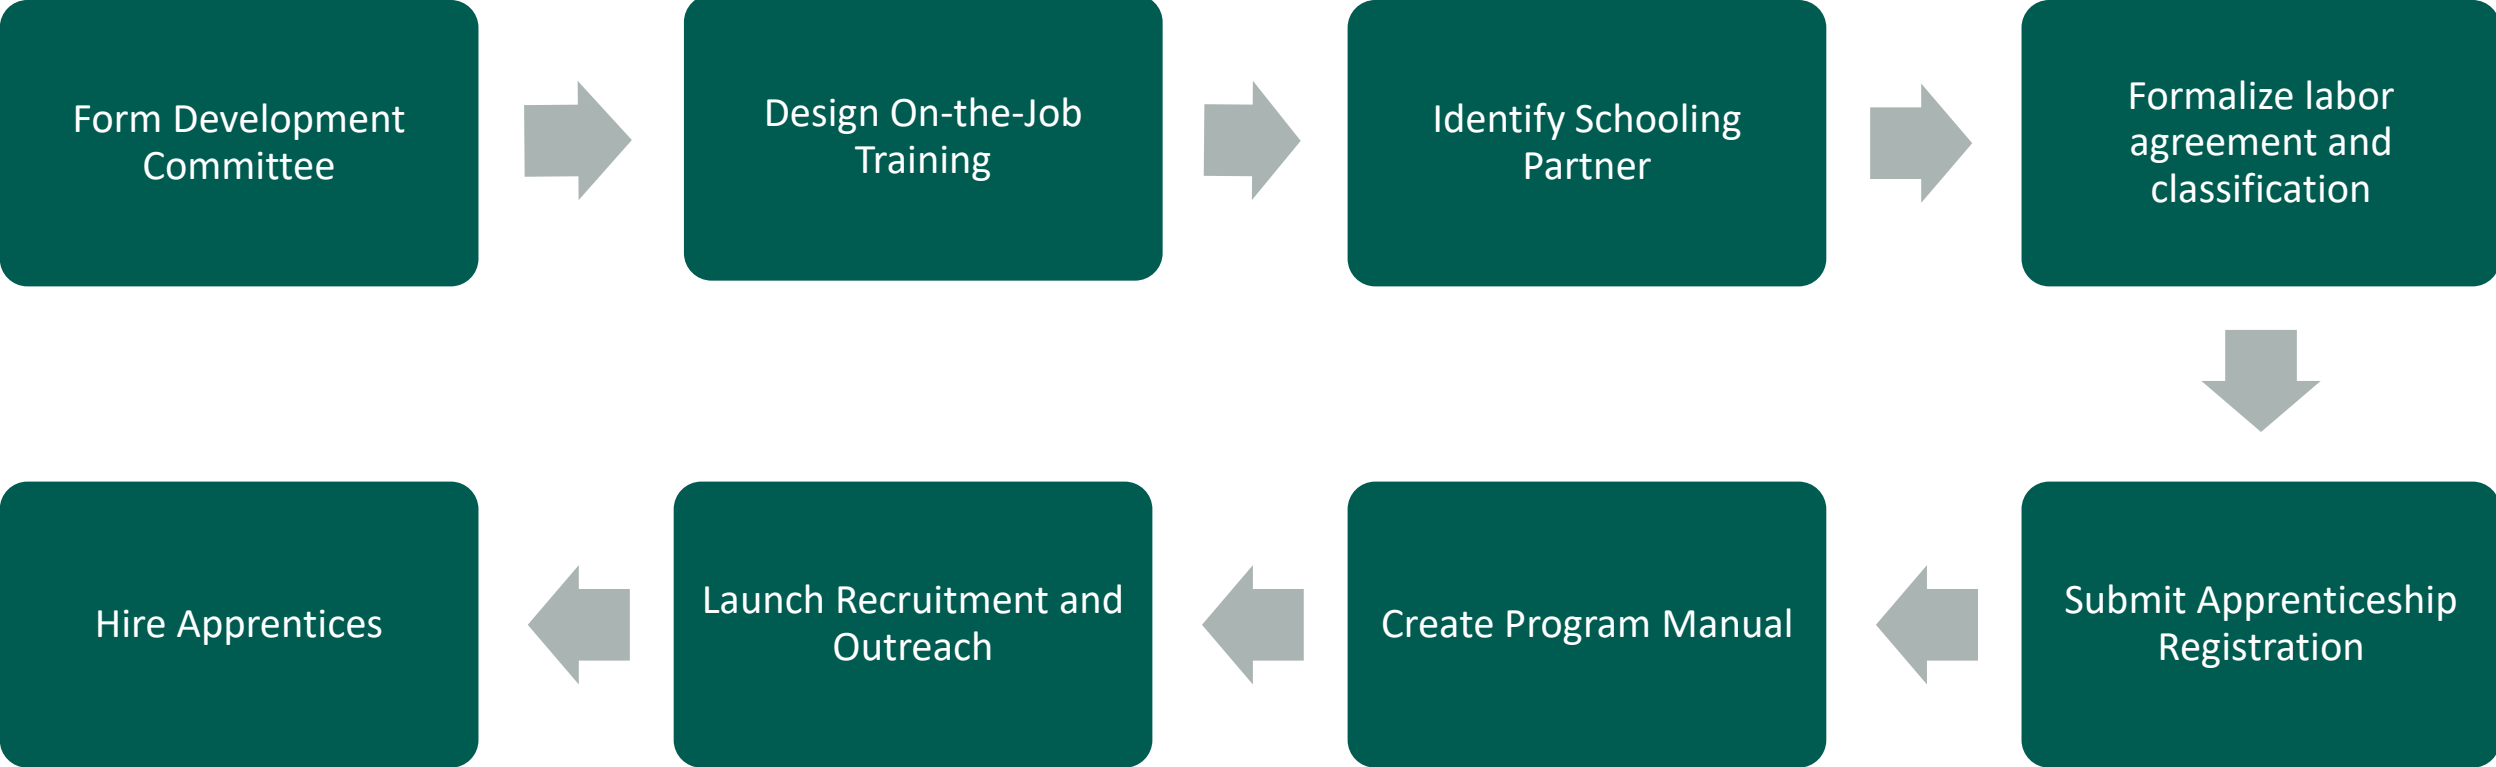 Form Development
Committee
Design On-the-Job
Training
Identify Schooling
Partner
Formalize labor
agreement and
classification
Submit Apprenticeship
Registration
Create Program Manual
Launch Recruitment and
Outreach
Hire Apprentices